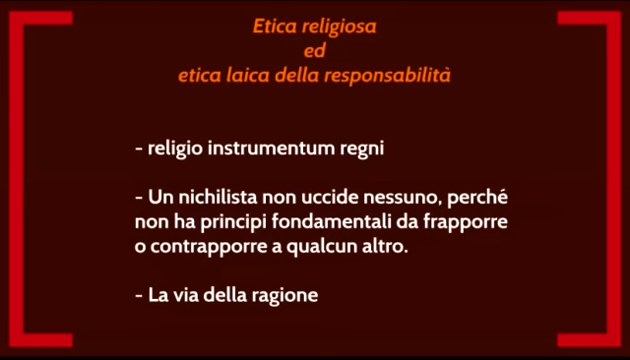 Etica religiosa
ed
etica laica della responsabilità
- religio instrumentum regni
- Un nichilista non uccide nessuno, perché
non ha principi fondamentali da frapporre
o contrapporre a qualcun altro.
- La via della ragione